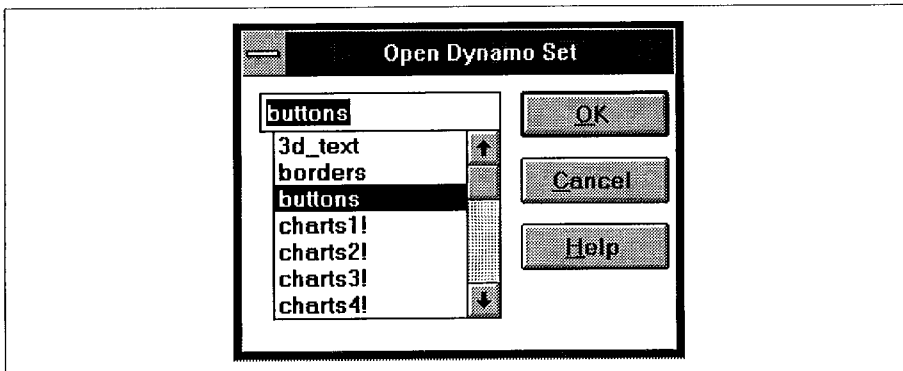 Open Dynamo Set
buttons
3d_text
borders
buttons
charts1!
charts2!
charts3!
charts4!
OK
Cancel
Help